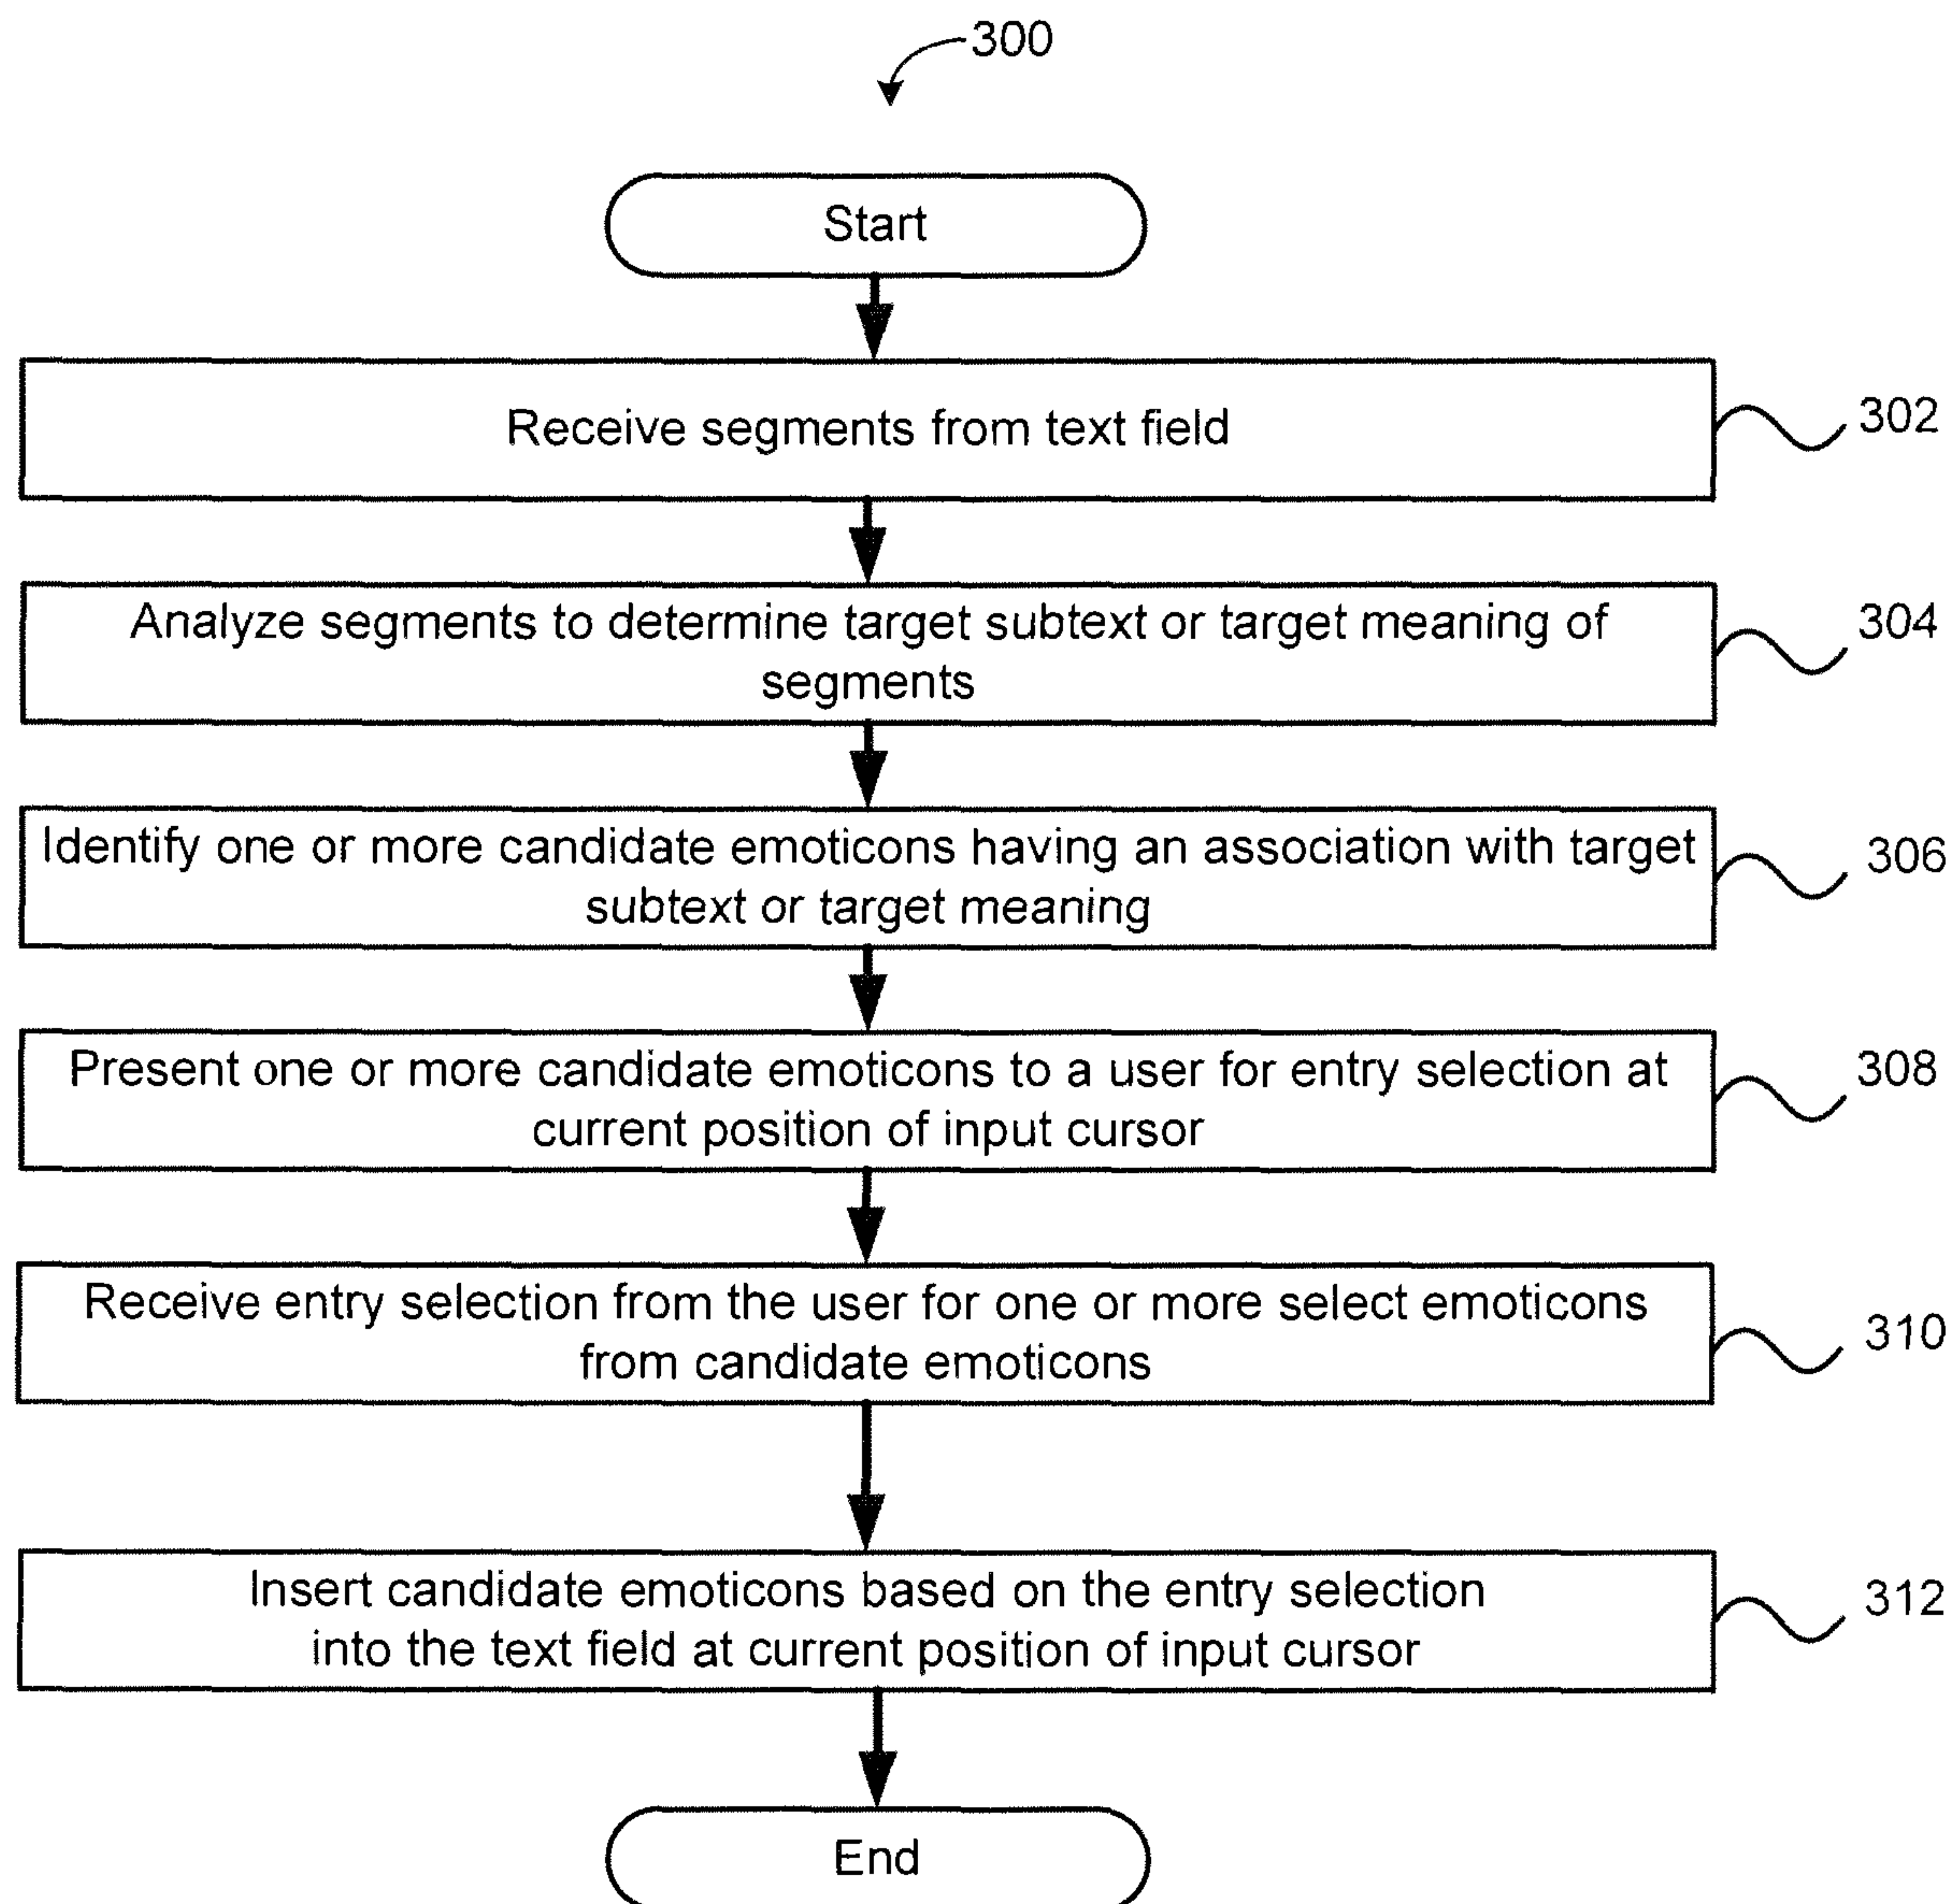 300
Start
Receive segments from text field
302
Analyze segments to determine target subtext or target meaning of
segments
304
Identify one or more candidate emoticons having an association with target
subtext or target meaning
306
Present one or more candidate emoticons to a user for entry selection at
current position of input cursor
308
Receive entry selection from the user for one or more select emoticons
from candidate emoticons
310
Insert candidate emoticons based on the entry selection
into the text field at current position of input cursor
312
End